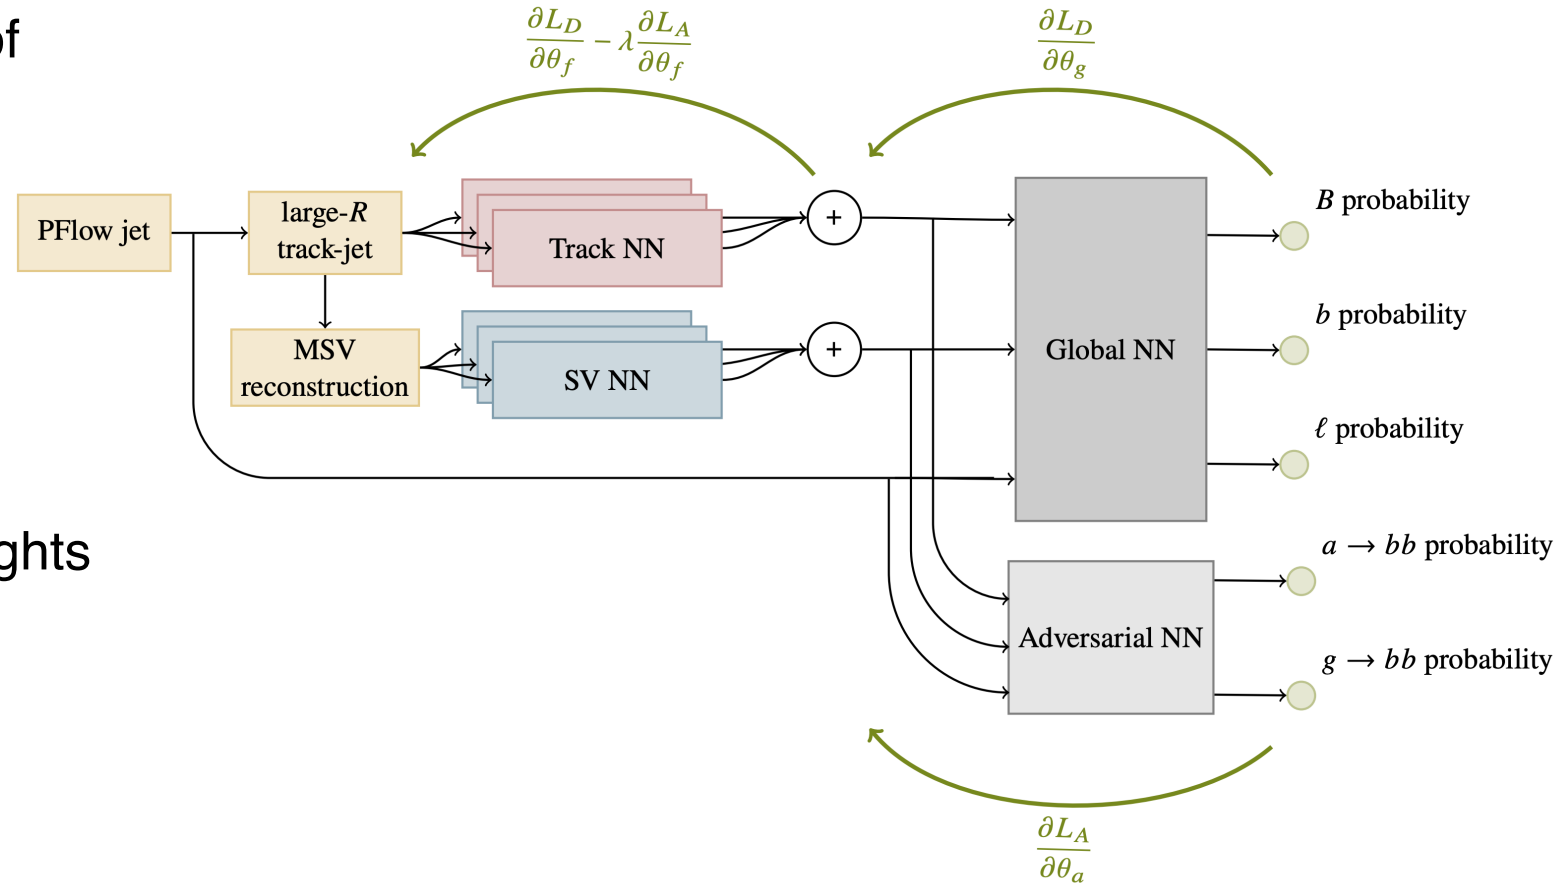 of
∂L_D/∂θ_f − λ ∂L_A/∂θ_f
∂L_D/∂θ_g
PFlow jet
large-R
track-jet
Track NN
+
MSV
reconstruction
SV NN
+
Global NN
B probability
b probability
ℓ probability
ghts
Adversarial NN
a → bb probability
g → bb probability
∂L_A/∂θ_a